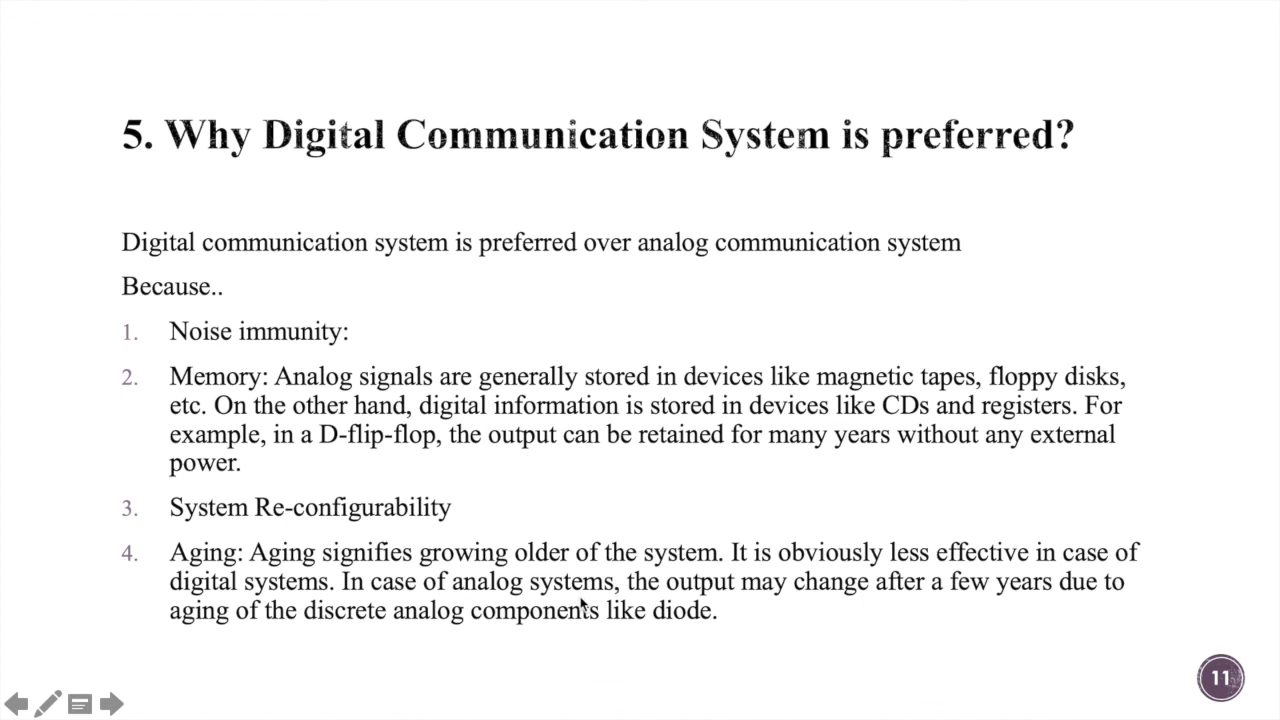 5. Why Digital Communication System is preferred?
Digital communication system is preferred over analog communication system
Because..
1. Noise immunity:
2. Memory: Analog signals are generally stored in devices like magnetic tapes, floppy disks,
etc. On the other hand, digital information is stored in devices like CDs and registers. For
example, in a D-flip-flop, the output can be retained for many years without any external
power.
3. System Re-configurability
4. Aging: Aging signifies growing older of the system. It is obviously less effective in case of
digital systems. In case of analog systems, the output may change after a few years due to
aging of the discrete analog components like diode.
11